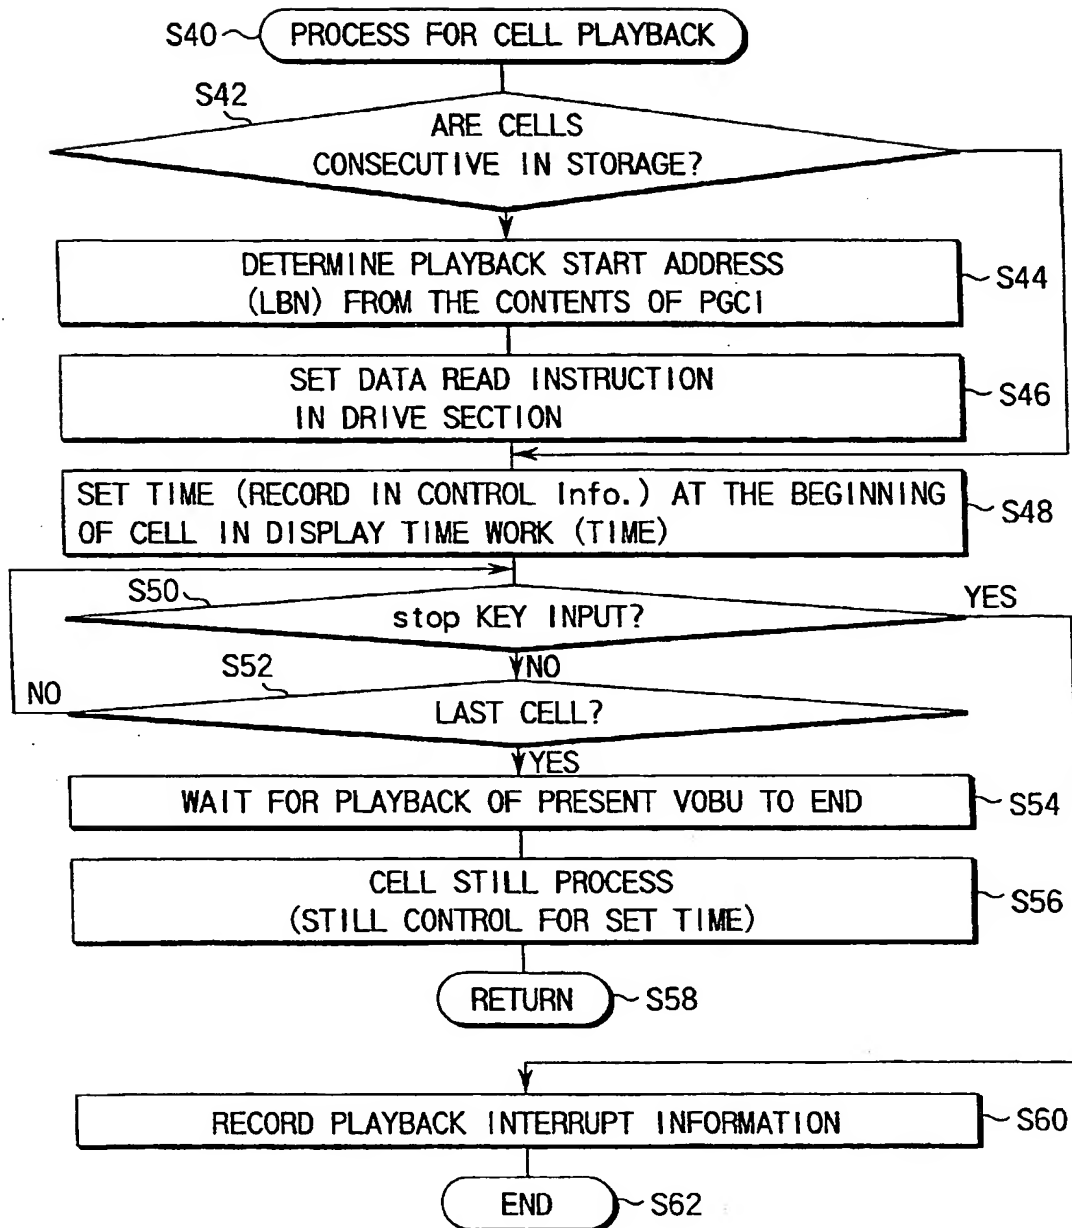 S40
PROCESS FOR CELL PLAYBACK
S42
ARE CELLS
CONSECUTIVE IN STORAGE?
DETERMINE PLAYBACK START ADDRESS
(LBN) FROM THE CONTENTS OF PGCI
S44
SET DATA READ INSTRUCTION
IN DRIVE SECTION
S46
SET TIME (RECORD IN CONTROL Info.) AT THE BEGINNING
OF CELL IN DISPLAY TIME WORK (TIME)
S48
S50
stop KEY INPUT?
YES
NO
S52
NO
LAST CELL?
YES
WAIT FOR PLAYBACK OF PRESENT VOBU TO END
S54
CELL STILL PROCESS
(STILL CONTROL FOR SET TIME)
S56
RETURN
S58
RECORD PLAYBACK INTERRUPT INFORMATION
S60
END
S62